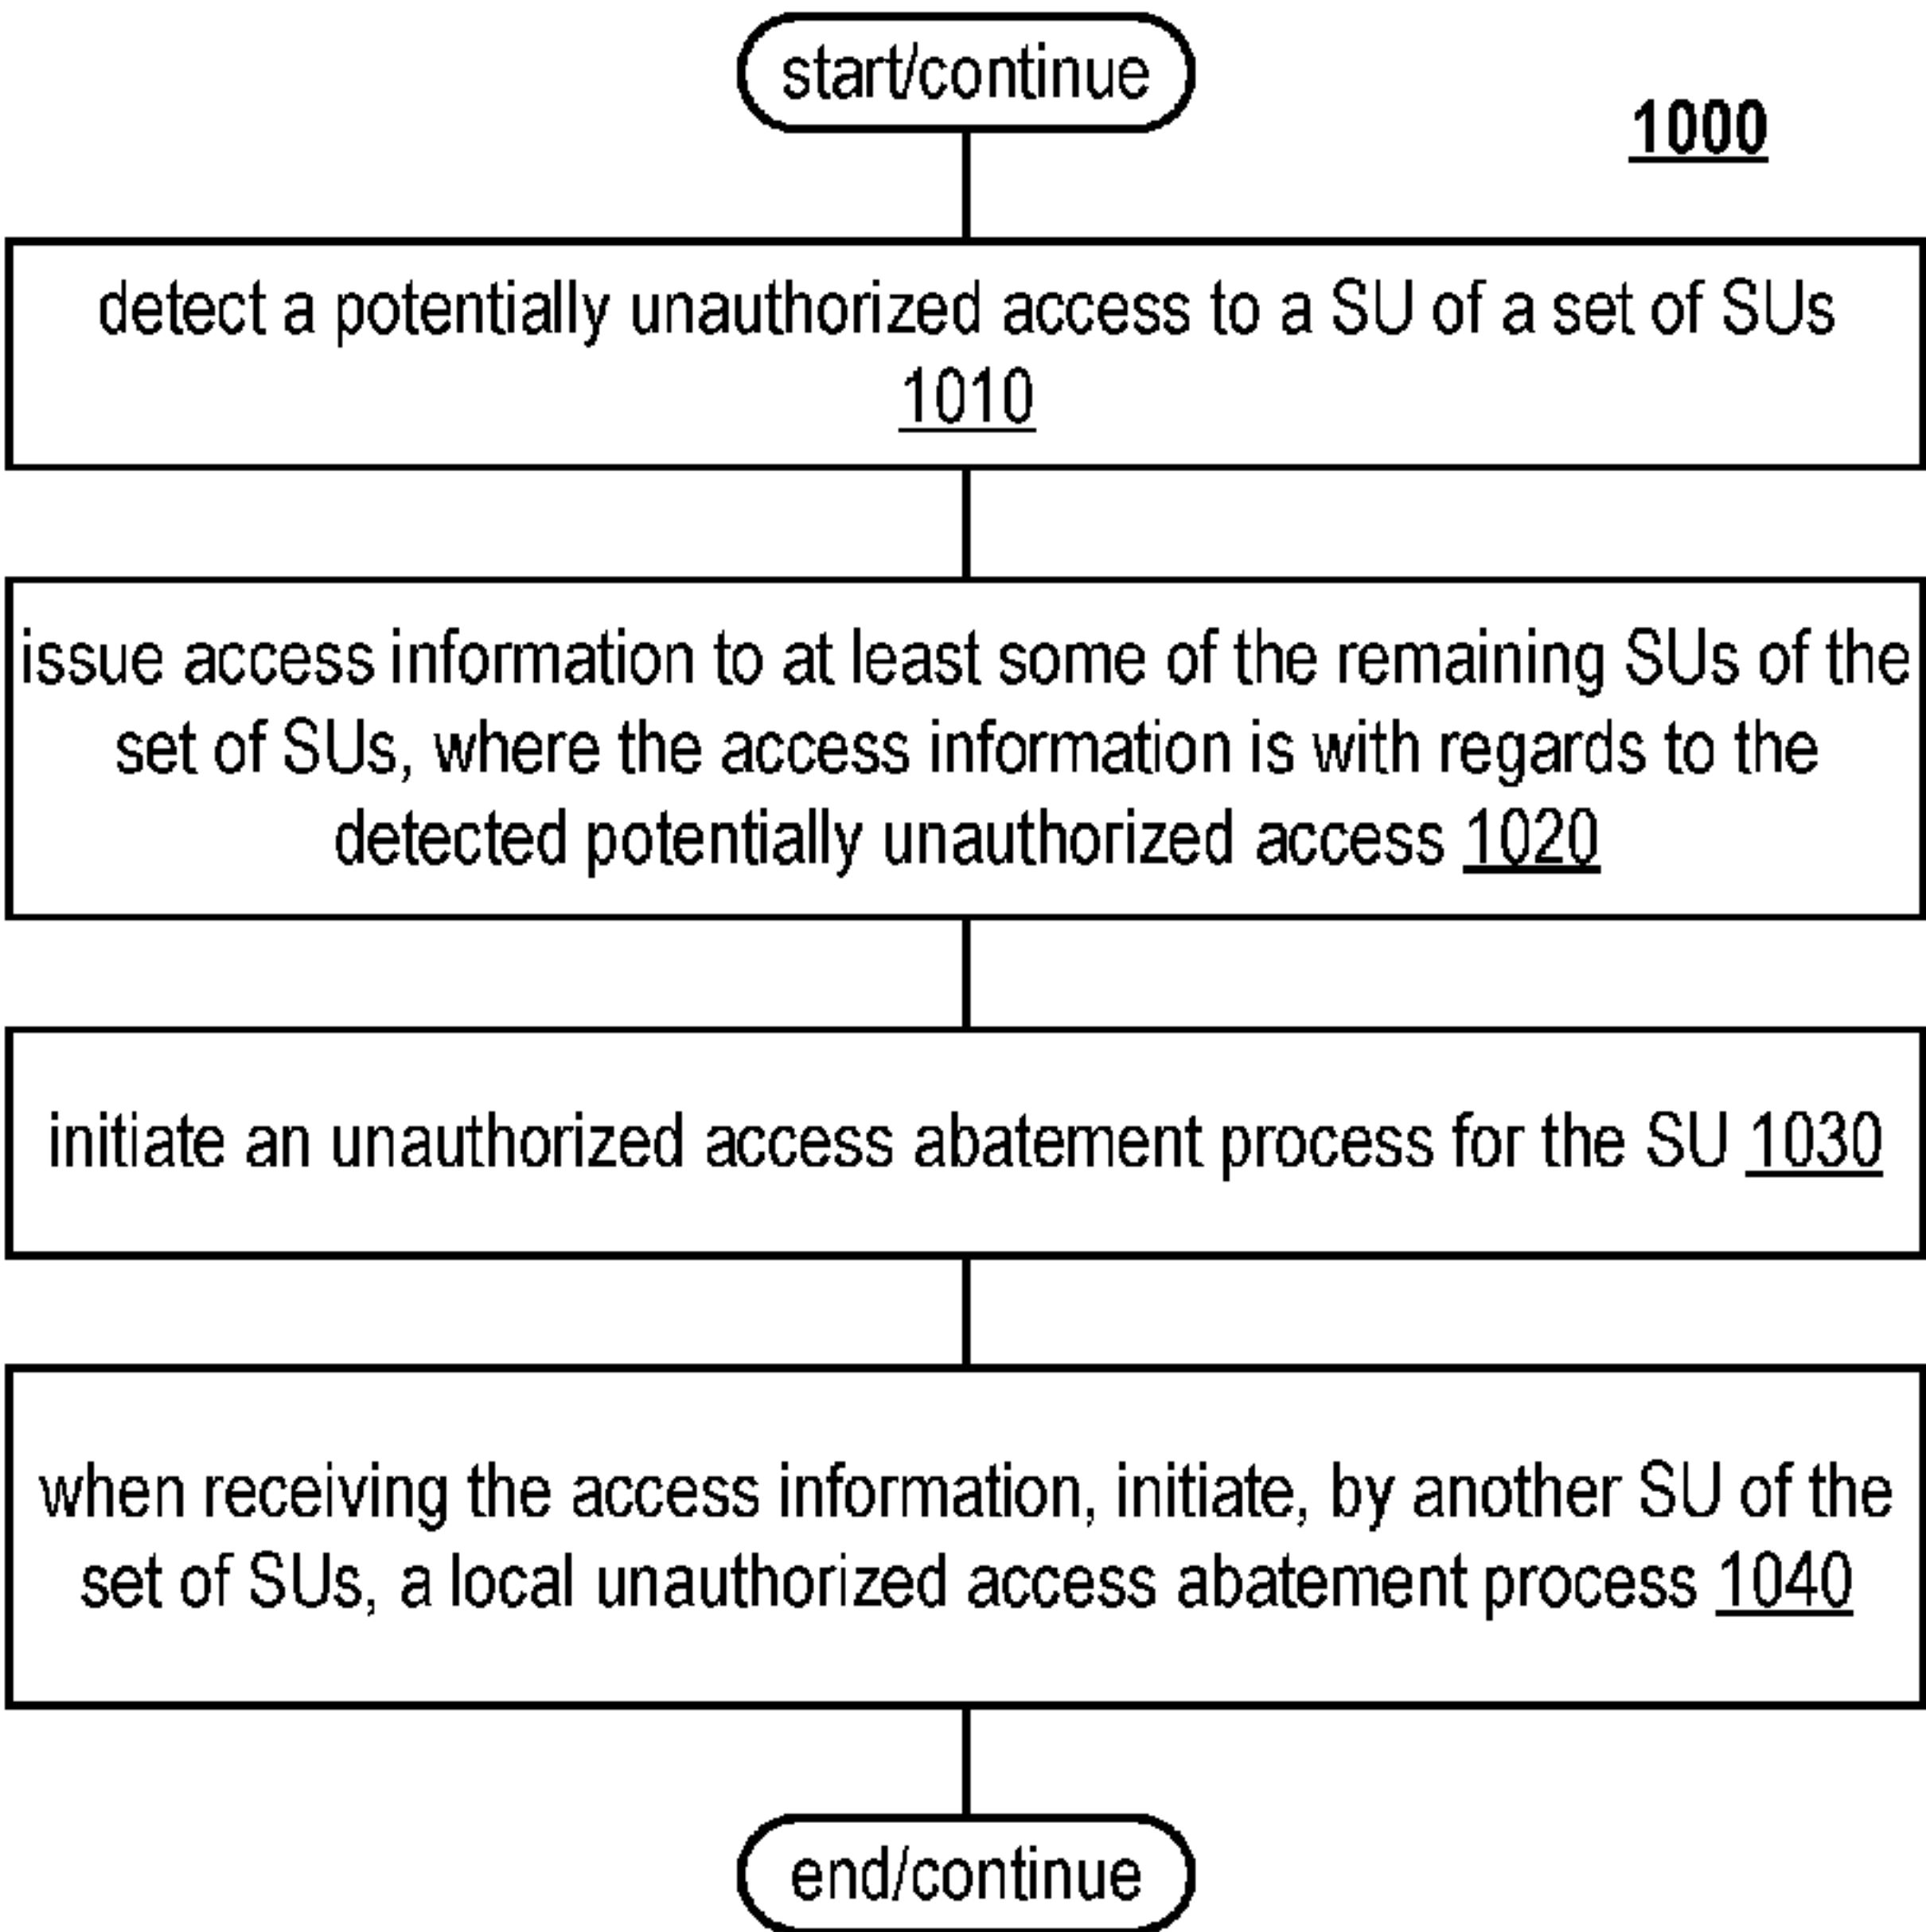 start/continue
1000
detect a potentially unauthorized access to a SU of a set of SUs
1010
issue access information to at least some of the remaining SUs of the
set of SUs, where the access information is with regards to the
detected potentially unauthorized access 1020
initiate an unauthorized access abatement process for the SU 1030
when receiving the access information, initiate, by another SU of the
set of SUs, a local unauthorized access abatement process 1040
end/continue